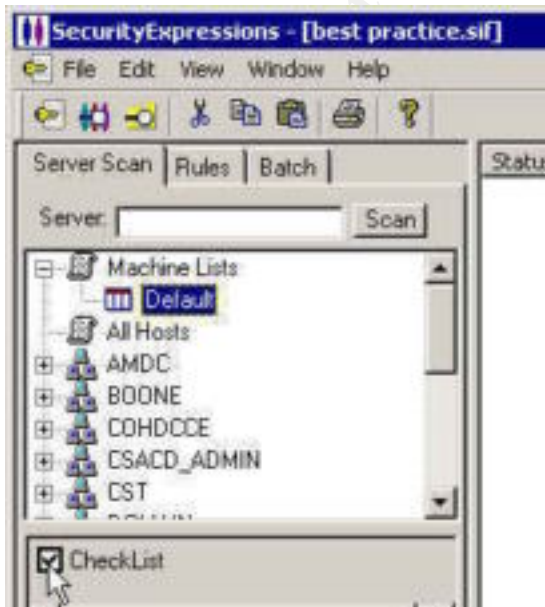 SecurityExpressions - [best practice.sif]
File Edit View Window Help
Server Scan Rules Batch
Status
Server: Scan
Machine Lists
Default
All Hosts
AMDC
BOONE
COHDCCE
CSACD_ADMIN
CST
CheckList